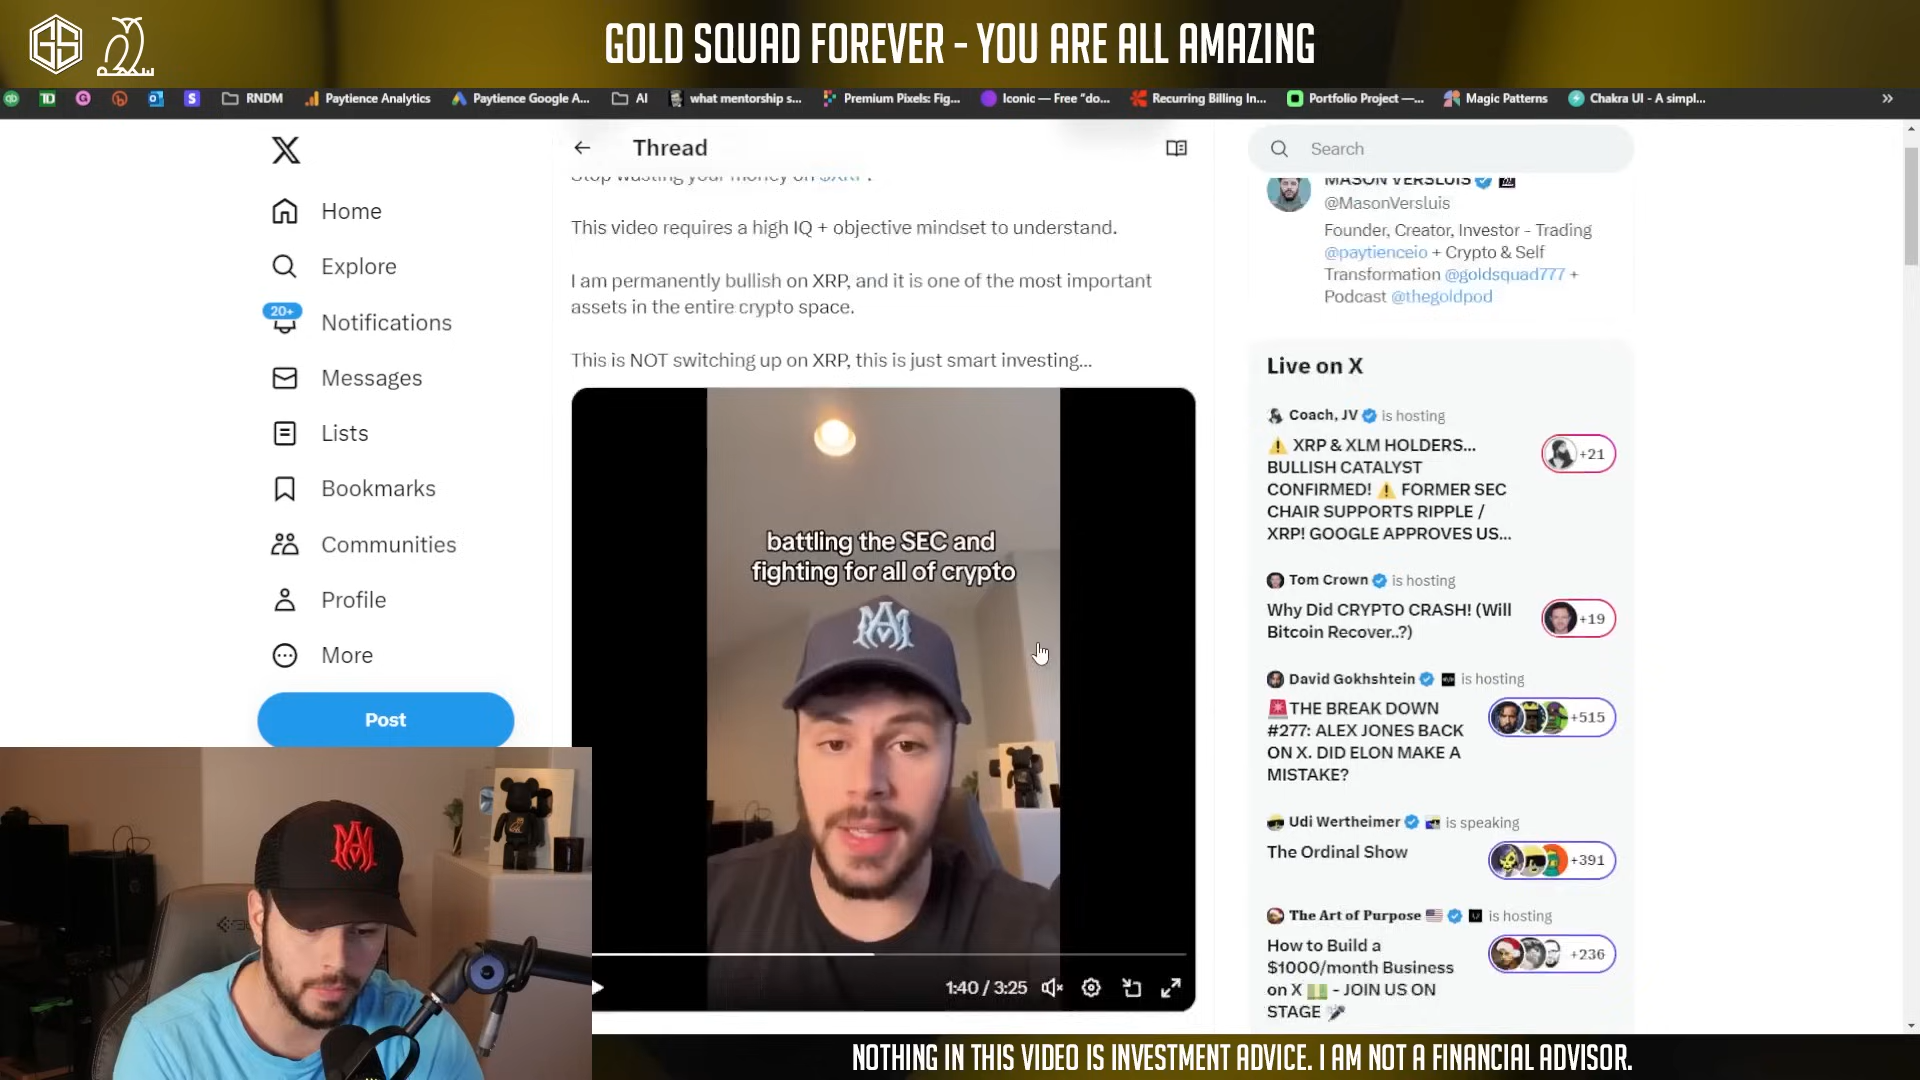 GOLD SQUAD FOREVER - YOU ARE ALL AMAZING
TD
RNDM
Paytience Analytics
Paytience Google A...
AI
what mentorship s...
Premium Pixels: Fig...
Iconic — Free "do...
Recurring Billing In...
Portfolio Project —...
Magic Patterns
Chakra UI - A simpl...
»
Home
Explore
20+
Notifications
Messages
Lists
Bookmarks
Communities
Profile
More
Post
Thread
Stop wasting your money on $XRP.
This video requires a high IQ + objective mindset to understand.
I am permanently bullish on XRP, and it is one of the most important
assets in the entire crypto space.
This is NOT switching up on XRP, this is just smart investing...
battling the SEC and
fighting for all of crypto
1:40 / 3:25
Search
MASON VERSLUIS
@MasonVersluis
Founder, Creator, Investor - Trading
@paytienceio + Crypto & Self
Transformation @goldsquad777 +
Podcast @thegoldpod
Live on X
Coach, JV is hosting
⚠️ XRP & XLM HOLDERS...
BULLISH CATALYST
CONFIRMED! ⚠️ FORMER SEC
CHAIR SUPPORTS RIPPLE /
XRP! GOOGLE APPROVES US...
+21
Tom Crown is hosting
Why Did CRYPTO CRASH! (Will
Bitcoin Recover..?)
+19
David Gokhshtein is hosting
🚨THE BREAK DOWN
#277: ALEX JONES BACK
ON X. DID ELON MAKE A
MISTAKE?
+515
Udi Wertheimer is speaking
The Ordinal Show
+391
The Art of Purpose 🇺🇸 is hosting
How to Build a
$1000/month Business
on X 💵 - JOIN US ON
STAGE 🎤
+236
NOTHING IN THIS VIDEO IS INVESTMENT ADVICE. I AM NOT A FINANCIAL ADVISOR.